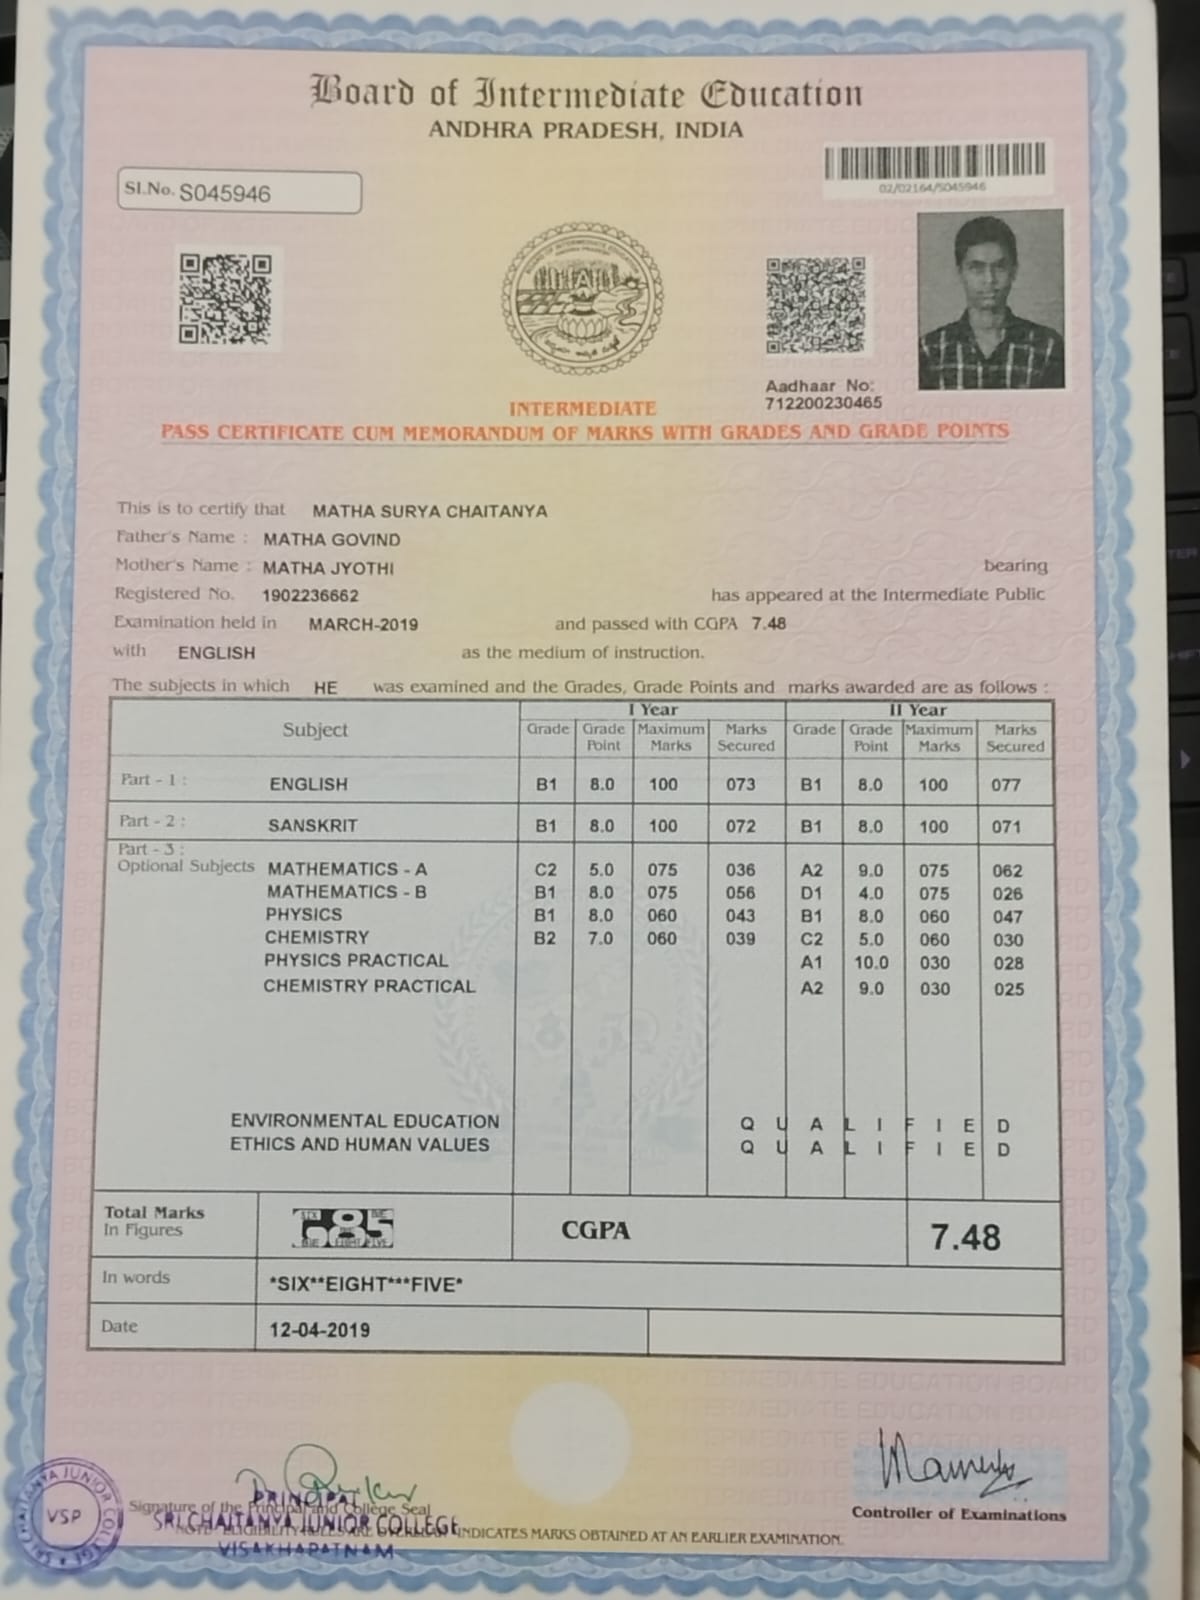 Board of Intermediate Education
ANDHRA PRADESH, INDIA
Sl.No. S045946
02/02164/S045946
Aadhaar No:
712200230465
INTERMEDIATE
PASS CERTIFICATE CUM MEMORANDUM OF MARKS WITH GRADES AND GRADE POINTS
This is to certify that MATHA SURYA CHAITANYA
Father's Name : MATHA GOVIND
Mother's Name : MATHA JYOTHI bearing
Registered No. 1902236662 has appeared at the Intermediate Public
Examination held in MARCH-2019 and passed with CGPA 7.48
with ENGLISH as the medium of instruction.
The subjects in which HE was examined and the Grades, Grade Points and marks awarded are as follows :
Subject I Year II Year
Grade Grade Point Maximum Marks Marks Secured Grade Grade Point Maximum Marks Marks Secured
Part - 1 : ENGLISH B1 8.0 100 073 B1 8.0 100 077
Part - 2 : SANSKRIT B1 8.0 100 072 B1 8.0 100 071
Part - 3 :
Optional Subjects MATHEMATICS - A C2 5.0 075 036 A2 9.0 075 062
MATHEMATICS - B B1 8.0 075 056 D1 4.0 075 026
PHYSICS B1 8.0 060 043 B1 8.0 060 047
CHEMISTRY B2 7.0 060 039 C2 5.0 060 030
PHYSICS PRACTICAL A1 10.0 030 028
CHEMISTRY PRACTICAL A2 9.0 030 025
ENVIRONMENTAL EDUCATION Q U A L I F I E D
ETHICS AND HUMAN VALUES Q U A L I F I E D
Total Marks
In Figures 685 CGPA 7.48
In words *SIX**EIGHT***FIVE*
Date 12-04-2019
Signature of the Principal and College Seal
PRINCIPAL
SRI CHAITANYA JUNIOR COLLEGE
VISAKHAPATNAM
SRI CHAITANYA JUNIOR COLLEGE
VSP
Controller of Examinations
INDICATES MARKS OBTAINED AT AN EARLIER EXAMINATION.